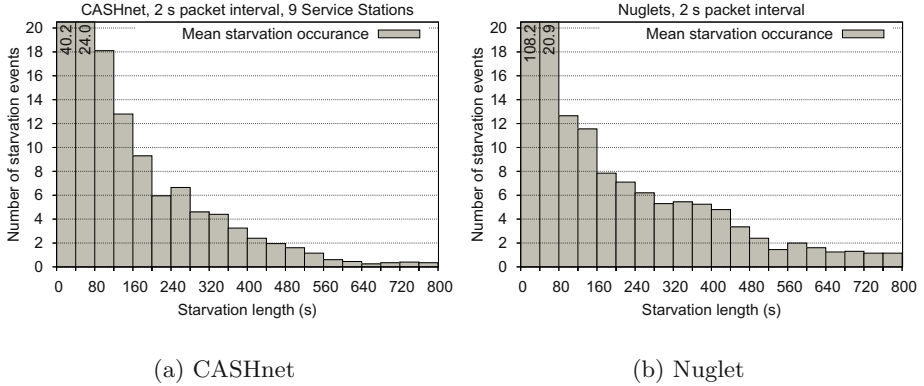 CASHnet, 2 s packet interval, 9 Service Stations
Mean starvation occurance
Number of starvation events
20
18
16
14
12
10
8
6
4
2
0
40.2
24.0
0 80 160 240 320 400 480 560 640 720 800
Starvation length (s)
(a) CASHnet
Nuglets, 2 s packet interval
Mean starvation occurance
Number of starvation events
20
18
16
14
12
10
8
6
4
2
0
108.2
20.9
0 80 160 240 320 400 480 560 640 720 800
Starvation length (s)
(b) Nuglet